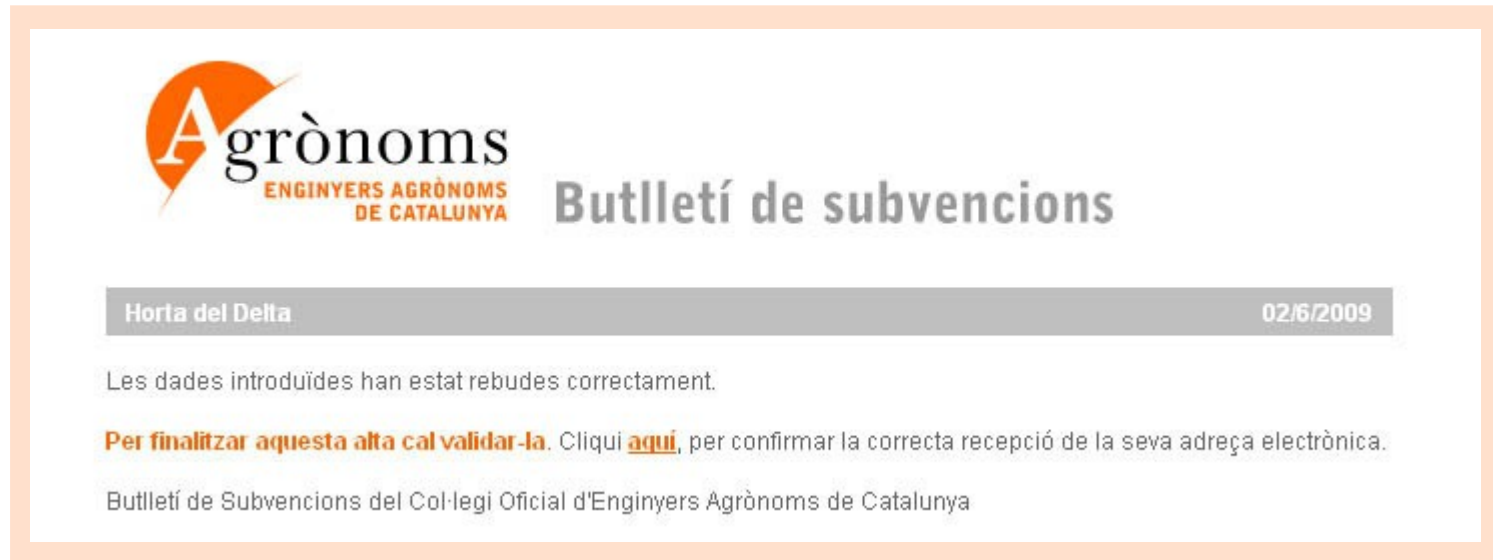 Agrònoms
ENGINYERS AGRÒNOMS
DE CATALUNYA
Butlletí de subvencions
Horta del Delta 02/6/2009
Les dades introduïdes han estat rebudes correctament.
Per finalitzar aquesta alta cal validar-la. Cliqui aquí, per confirmar la correcta recepció de la seva adreça electrònica.
Butlletí de Subvencions del Col·legi Oficial d'Enginyers Agrònoms de Catalunya